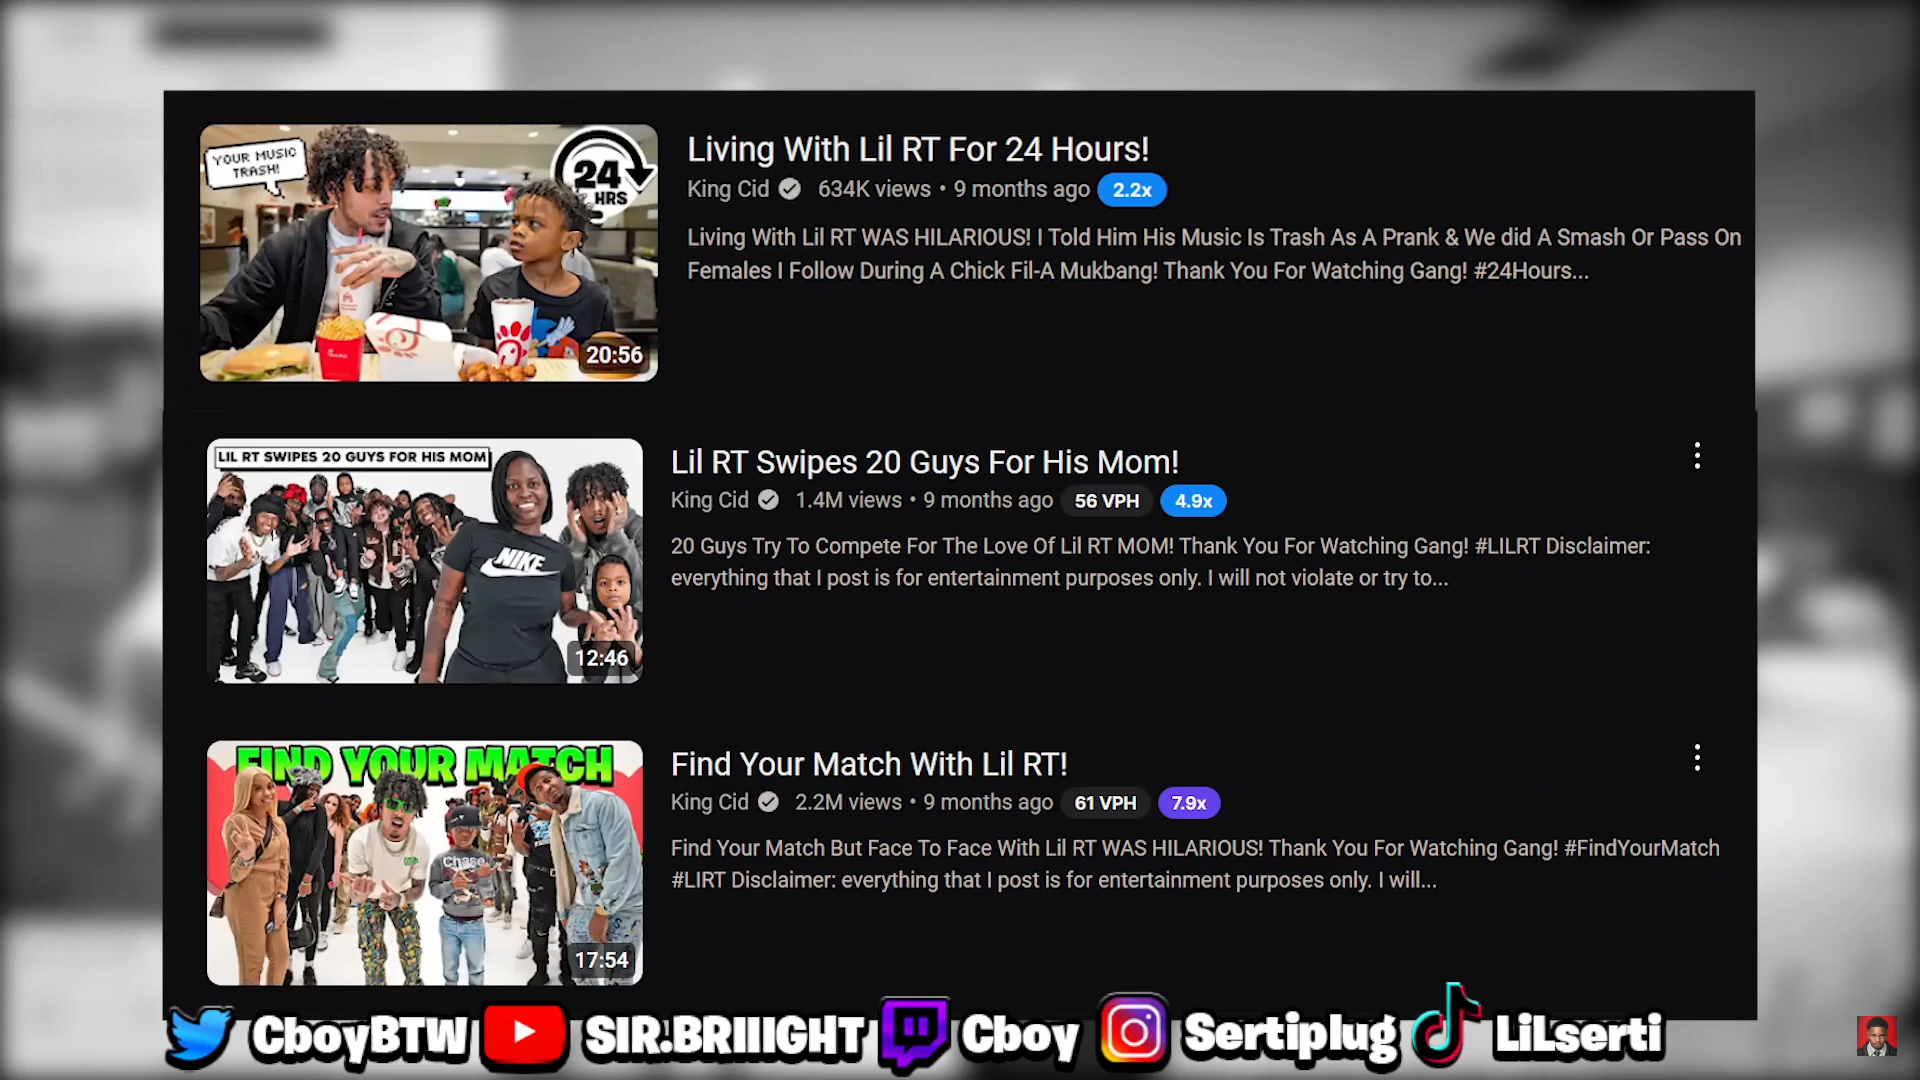 YOUR MUSIC
TRASH!
24
HRS
20:56
Living With Lil RT For 24 Hours!
King Cid 634K views • 9 months ago 2.2x
Living With Lil RT WAS HILARIOUS! I Told Him His Music Is Trash As A Prank & We did A Smash Or Pass On
Females I Follow During A Chick Fil-A Mukbang! Thank You For Watching Gang! #24Hours...
LIL RT SWIPES 20 GUYS FOR HIS MOM
NIKE
12:46
Lil RT Swipes 20 Guys For His Mom!
King Cid 1.4M views • 9 months ago 56 VPH 4.9x
20 Guys Try To Compete For The Love Of Lil RT MOM! Thank You For Watching Gang! #LILRT Disclaimer:
everything that I post is for entertainment purposes only. I will not violate or try to...
FIND YOUR MATCH
Chase
17:54
Find Your Match With Lil RT!
King Cid 2.2M views • 9 months ago 61 VPH 7.9x
Find Your Match But Face To Face With Lil RT WAS HILARIOUS! Thank You For Watching Gang! #FindYourMatch
#LIRT Disclaimer: everything that I post is for entertainment purposes only. I will...
CboyBTW SIR.BRIIIGHT Cboy Sertiplug LiLserti